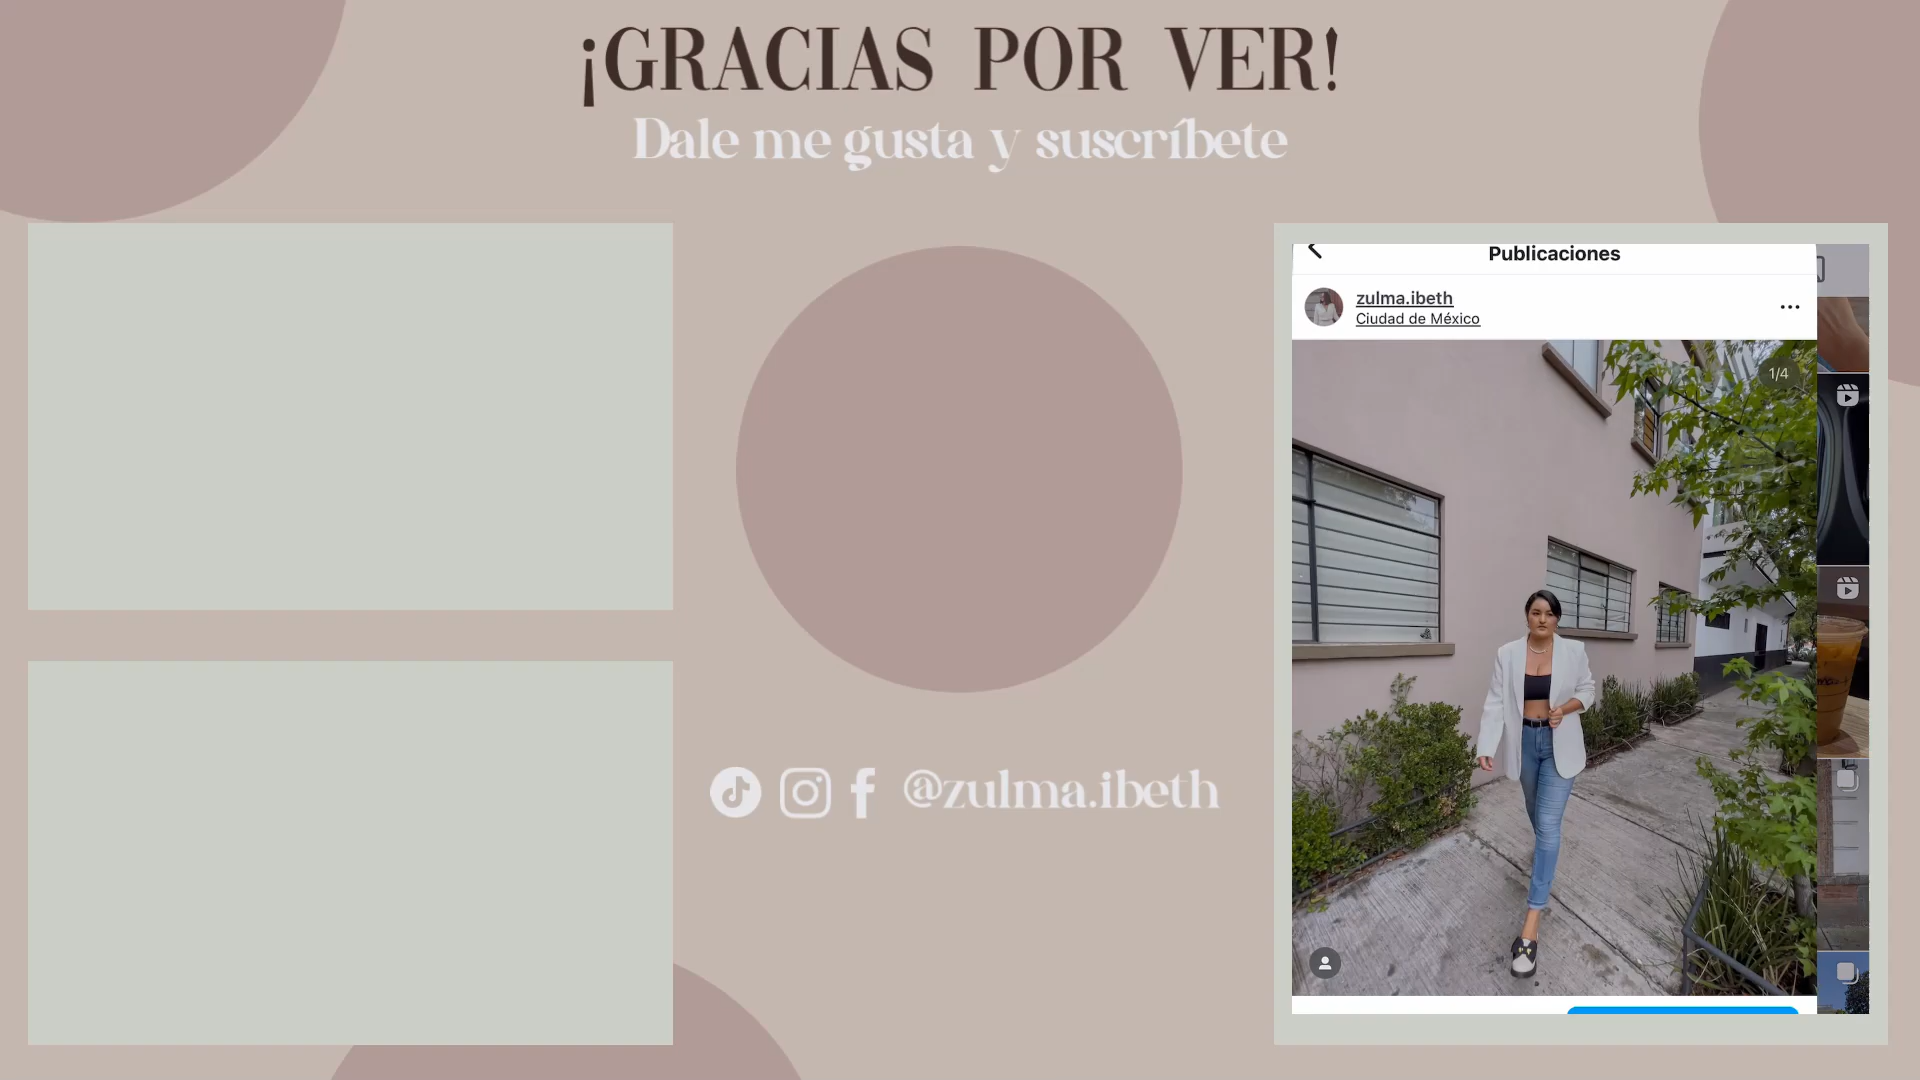 ¡GRACIAS POR VER!
Dale me gusta y suscríbete
Publicaciones
zulma.ibeth
Ciudad de México
1/4
@zulma.ibeth